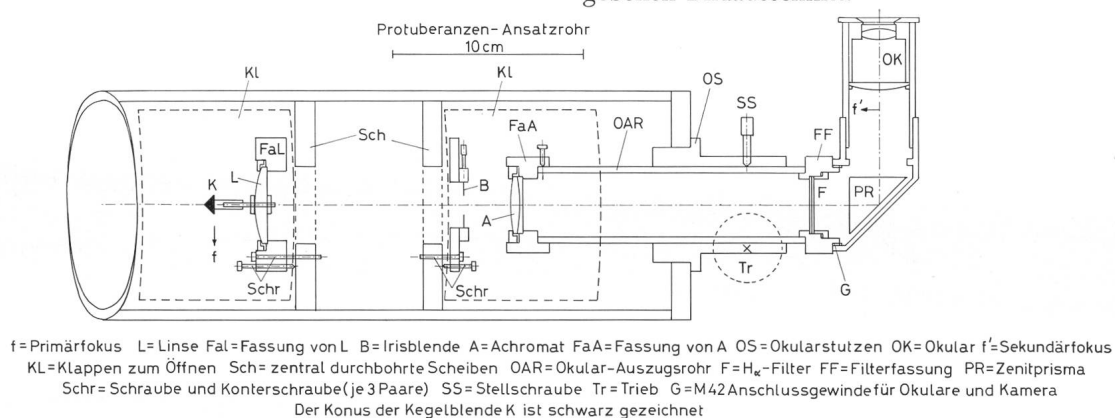 Protuberanzen-Ansatzrohr
10cm
Kl
Kl
OS
SS
OK
f'
Sch
FaA
OAR
FF
FaL
L
K
B
F
PR
A
f
Schr
Schr
Tr
G
f=Primärfokus L=Linse Fal=Fassung von L B=Irisblende A=Achromat FaA=Fassung von A OS=Okularstutzen OK=Okular f'=Sekundärfokus
KL=Klappen zum Öffnen Sch=zentral durchbohrte Scheiben OAR=Okular-Auszugsrohr F=Hα-Filter FF=Filterfassung PR=Zenitprisma
Schr=Schraube und Konterschraube(je 3 Paare) SS=Stellschraube Tr=Trieb G=M42 Anschlussgewinde für Okulare und Kamera
Der Konus der Kegelblende K ist schwarz gezeichnet